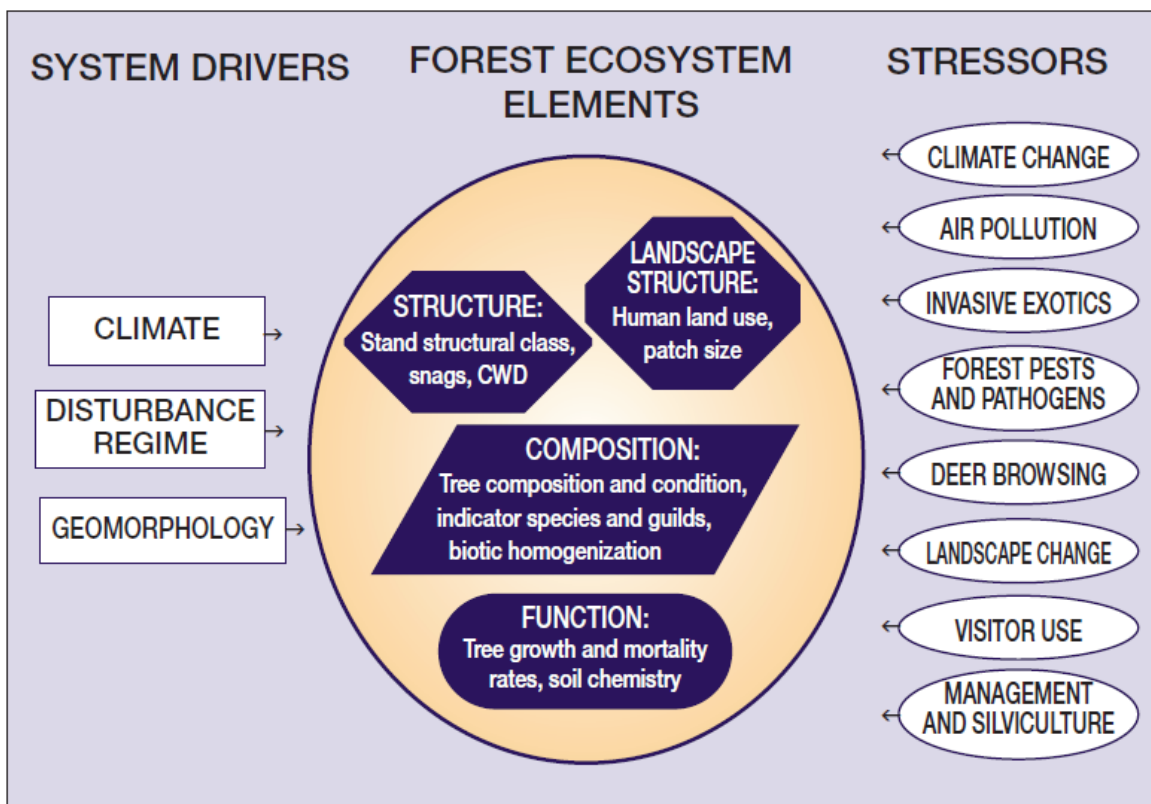 SYSTEM DRIVERS
CLIMATE
DISTURBANCE
REGIME
GEOMORPHOLOGY
FOREST ECOSYSTEM
ELEMENTS
STRUCTURE:
Stand structural class,
snags, CWD
LANDSCAPE
STRUCTURE:
Human land use,
patch size
COMPOSITION:
Tree composition and condition,
indicator species and guilds,
biotic homogenization
FUNCTION:
Tree growth and mortality
rates, soil chemistry
STRESSORS
CLIMATE CHANGE
AIR POLLUTION
INVASIVE EXOTICS
FOREST PESTS
AND PATHOGENS
DEER BROWSING
LANDSCAPE CHANGE
VISITOR USE
MANAGEMENT
AND SILVICULTURE